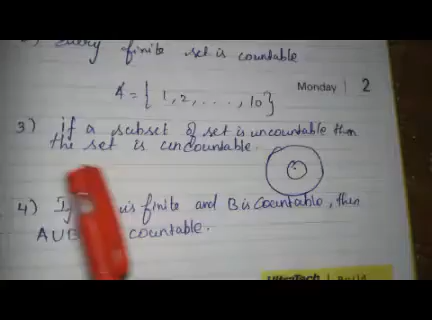 Every finite set is countable
A = { 1, 2, . . . , 10 }
Monday | 2
3) If a subset of set is uncountable then
the set is uncountable.
4) is finite and B is Countable, then
AUB countable.
UltraTech